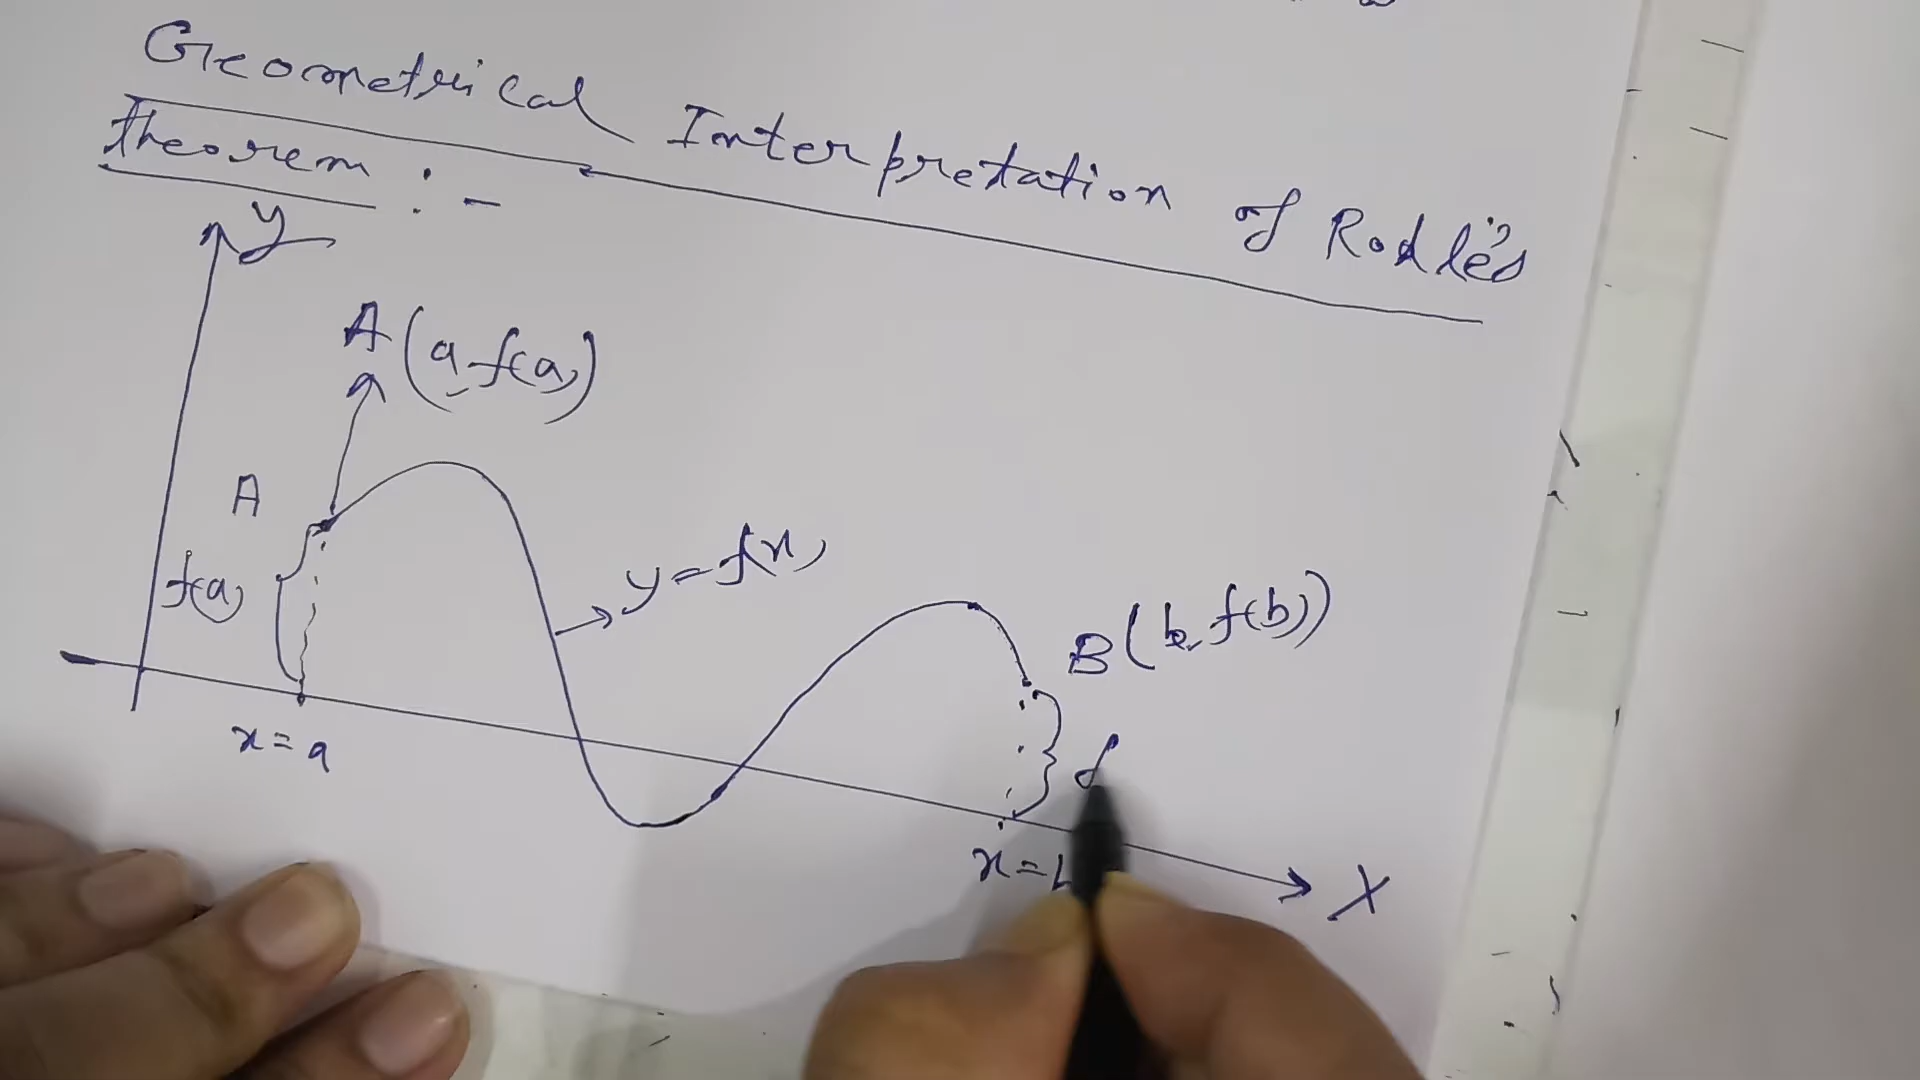 Geometrical Interpretation of Rolle's
theorem :-
y
A (a, f(a))
A
f(a)
y = f(x)
B (b, f(b))
f
x = a
x = b
X